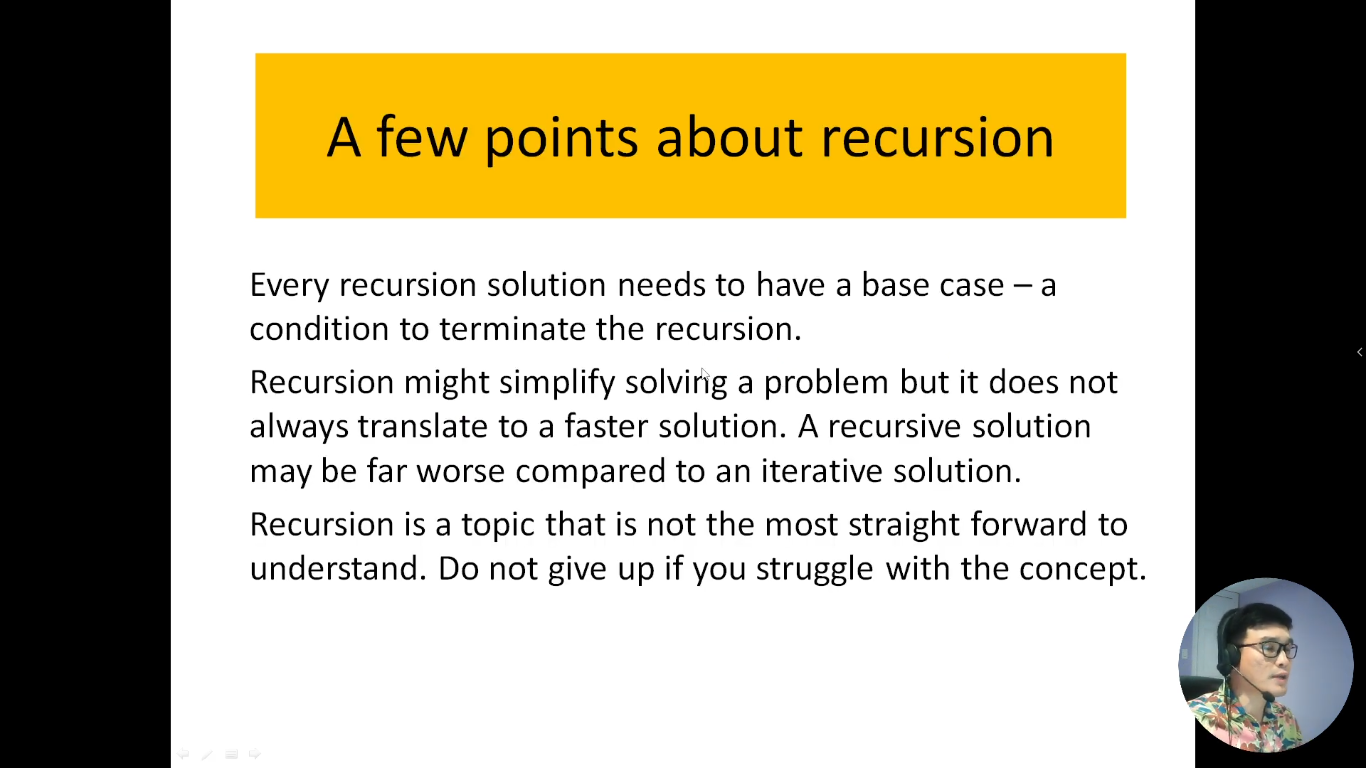 A few points about recursion
Every recursion solution needs to have a base case – a
condition to terminate the recursion.
Recursion might simplify solving a problem but it does not
always translate to a faster solution. A recursive solution
may be far worse compared to an iterative solution.
Recursion is a topic that is not the most straight forward to
understand. Do not give up if you struggle with the concept.